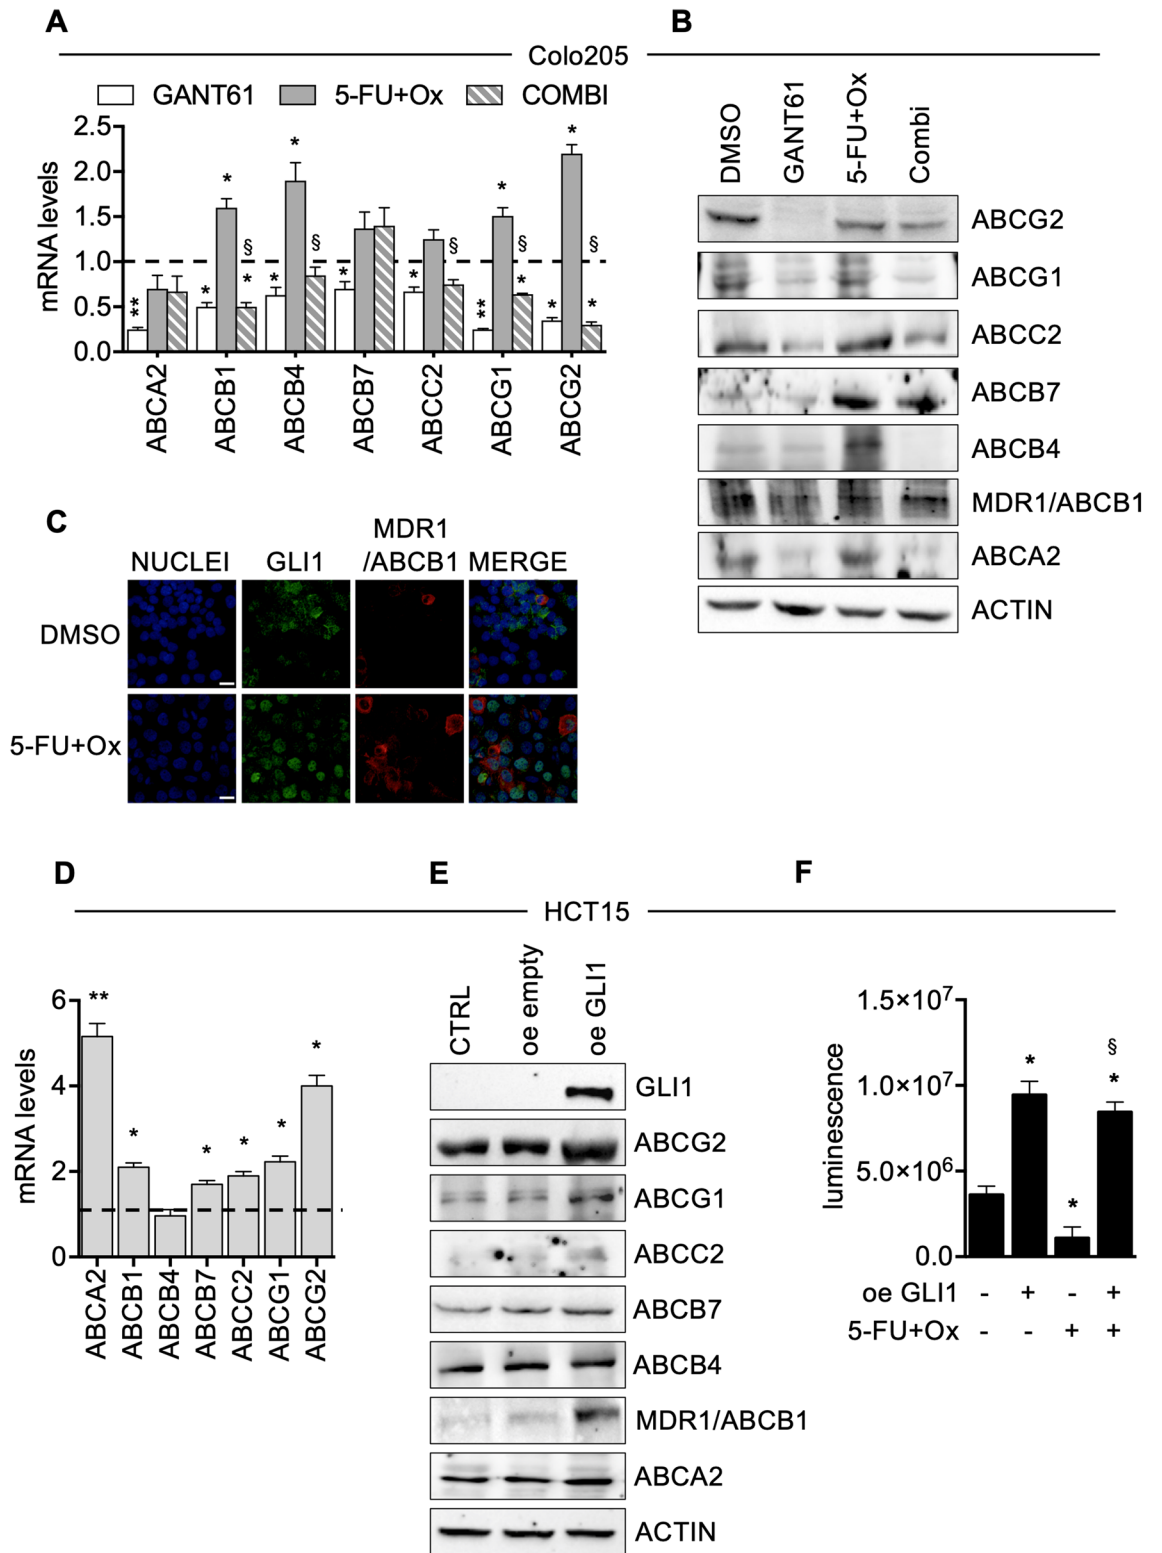 A
B
Colo205
GANT61 5-FU+Ox COMBI
mRNA levels
2.5
2.0
1.5
1.0
0.5
0.0
* * * *
§ § § § §
** * * * * * * ** * * *
ABCA2 ABCB1 ABCB4 ABCB7 ABCC2 ABCG1 ABCG2
DMSO GANT61 5-FU+Ox Combi
ABCG2
ABCG1
ABCC2
ABCB7
ABCB4
MDR1/ABCB1
ABCA2
ACTIN
C
NUCLEI GLI1 MDR1
/ABCB1 MERGE
DMSO
5-FU+Ox
D
E
F
HCT15
mRNA levels
6
4
2
0
** * * * * *
ABCA2 ABCB1 ABCB4 ABCB7 ABCC2 ABCG1 ABCG2
CTRL oe empty oe GLI1
GLI1
ABCG2
ABCG1
ABCC2
ABCB7
ABCB4
MDR1/ABCB1
ABCA2
ACTIN
luminescence
1.5×10⁷
1.0×10⁷
5.0×10⁶
0.0
* * § *
oe GLI1 - + - +
5-FU+Ox - - + +